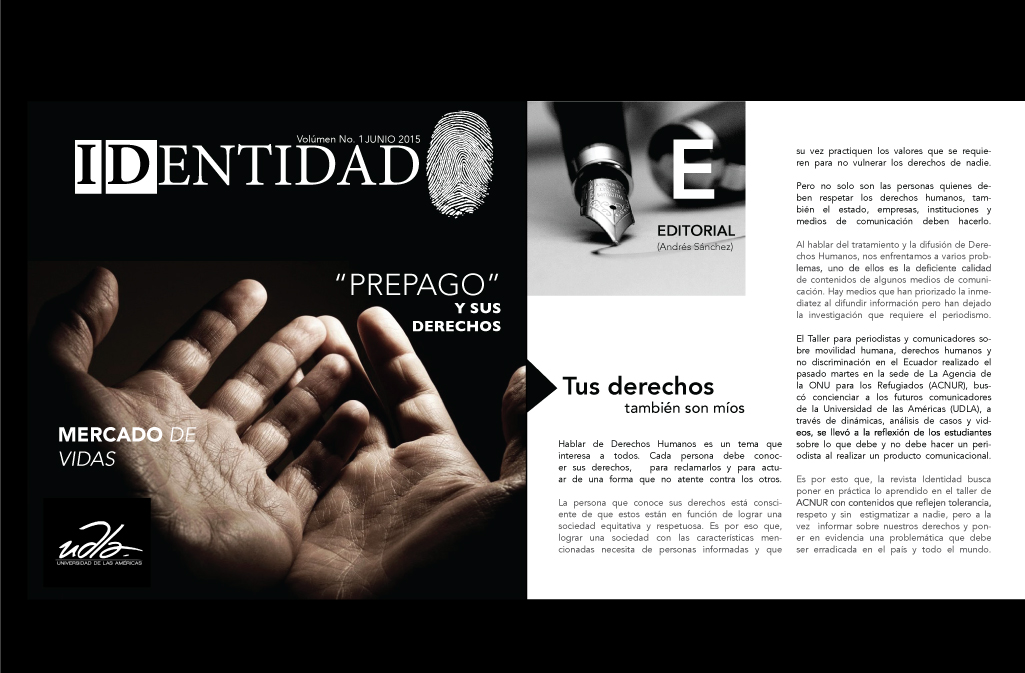 Volúmen No. 1 JUNIO 2015
IDENTIDAD
"PREPAGO"
Y SUS
DERECHOS
MERCADO DE
VIDAS
udla
UNIVERSIDAD DE LAS AMÉRICAS
E
EDITORIAL
(Andrés Sánchez)
Tus derechos
también son míos
Hablar de Derechos Humanos es un tema que
interesa a todos. Cada persona debe conoc-
er sus derechos, para reclamarlos y para actu-
ar de una forma que no atente contra los otros.
La persona que conoce sus derechos está consci-
ente de que estos están en función de lograr una
sociedad equitativa y respetuosa. Es por eso que,
lograr una sociedad con las características men-
cionadas necesita de personas informadas y que
su vez practiquen los valores que se requie-
ren para no vulnerar los derechos de nadie.
Pero no solo son las personas quienes de-
ben respetar los derechos humanos, tam-
bién el estado, empresas, instituciones y
medios de comunicación deben hacerlo.
Al hablar del tratamiento y la difusión de Dere-
chos Humanos, nos enfrentamos a varios prob-
lemas, uno de ellos es la deficiente calidad
de contenidos de algunos medios de comuni-
cación. Hay medios que han priorizado la inme-
diatez al difundir información pero han dejado
la investigación que requiere el periodismo.
El Taller para periodistas y comunicadores so-
bre movilidad humana, derechos humanos y
no discriminación en el Ecuador realizado el
pasado martes en la sede de La Agencia de
la ONU para los Refugiados (ACNUR), bus-
có concienciar a los futuros comunicadores
de la Universidad de las Américas (UDLA), a
través de dinámicas, análisis de casos y vid-
eos, se llevó a la reflexión de los estudiantes
sobre lo que debe y no debe hacer un peri-
odista al realizar un producto comunicacional.
Es por esto que, la revista Identidad busca
poner en práctica lo aprendido en el taller de
ACNUR con contenidos que reflejen tolerancia,
respeto y sin estigmatizar a nadie, pero a la
vez informar sobre nuestros derechos y pon-
er en evidencia una problemática que debe
ser erradicada en el país y todo el mundo.